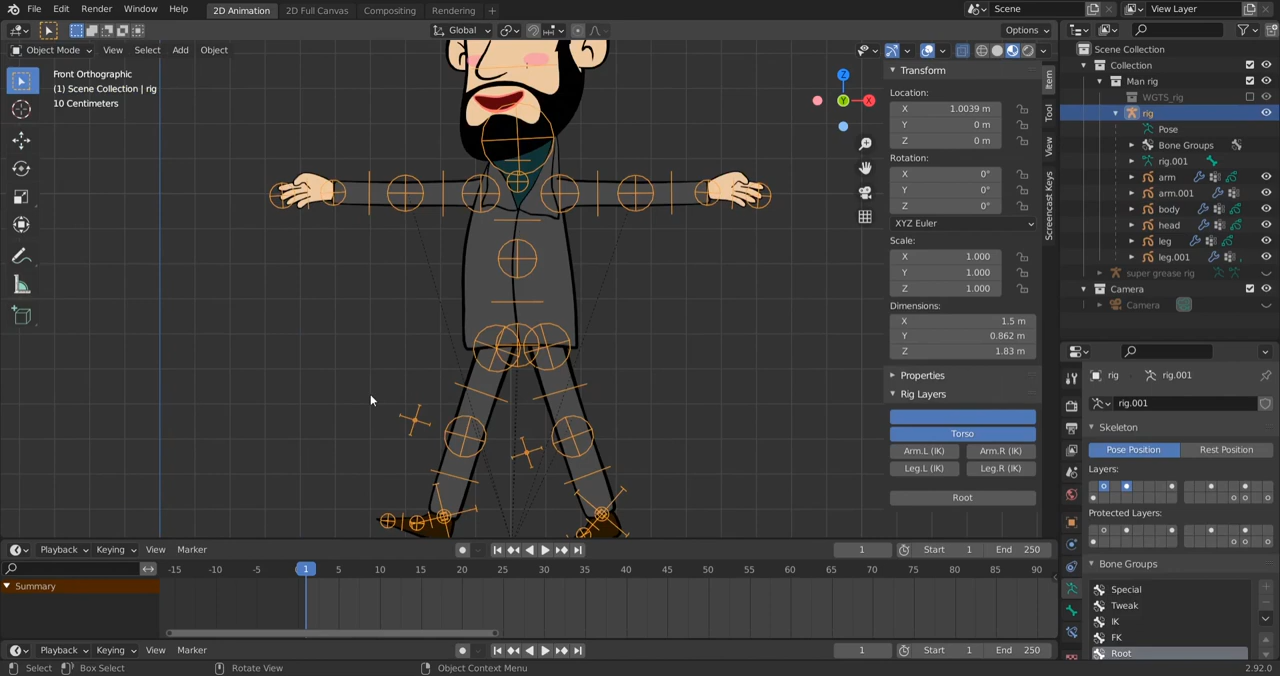 File Edit Render Window Help 2D Animation 2D Full Canvas Compositing Rendering + Scene View Layer
Global Options
Object Mode View Select Add Object
Front Orthographic
(1) Scene Collection | rig
10 Centimeters
Z
X
Y
Item
Tool
View
Screencast Keys
Transform
Location:
X 1.0039 m
Y 0 m
Z 0 m
Rotation:
X 0°
Y 0°
Z 0°
XYZ Euler
Scale:
X 1.000
Y 1.000
Z 1.000
Dimensions:
X 1.5 m
Y 0.862 m
Z 1.83 m
Properties
Rig Layers
Torso
Arm.L (IK) Arm.R (IK)
Leg.L (IK) Leg.R (IK)
Root
Scene Collection
Collection
Man rig
WGTS_rig
rig
Pose
Bone Groups
rig.001
arm
arm.001
body
head
leg
leg.001
super grease rig
Camera
Camera
rig rig.001
rig.001
Skeleton
Pose Position Rest Position
Layers:
Protected Layers:
Bone Groups
Special
Tweak
IK
FK
Root
Playback Keying View Marker 1 Start 1 End 250
-15 -10 -5 1 5 10 15 20 25 30 35 40 45 50 55 60 65 70 75 80 85 90
Summary
Playback Keying View Marker 1 Start 1 End 250
Select Box Select Rotate View Object Context Menu 2.92.0